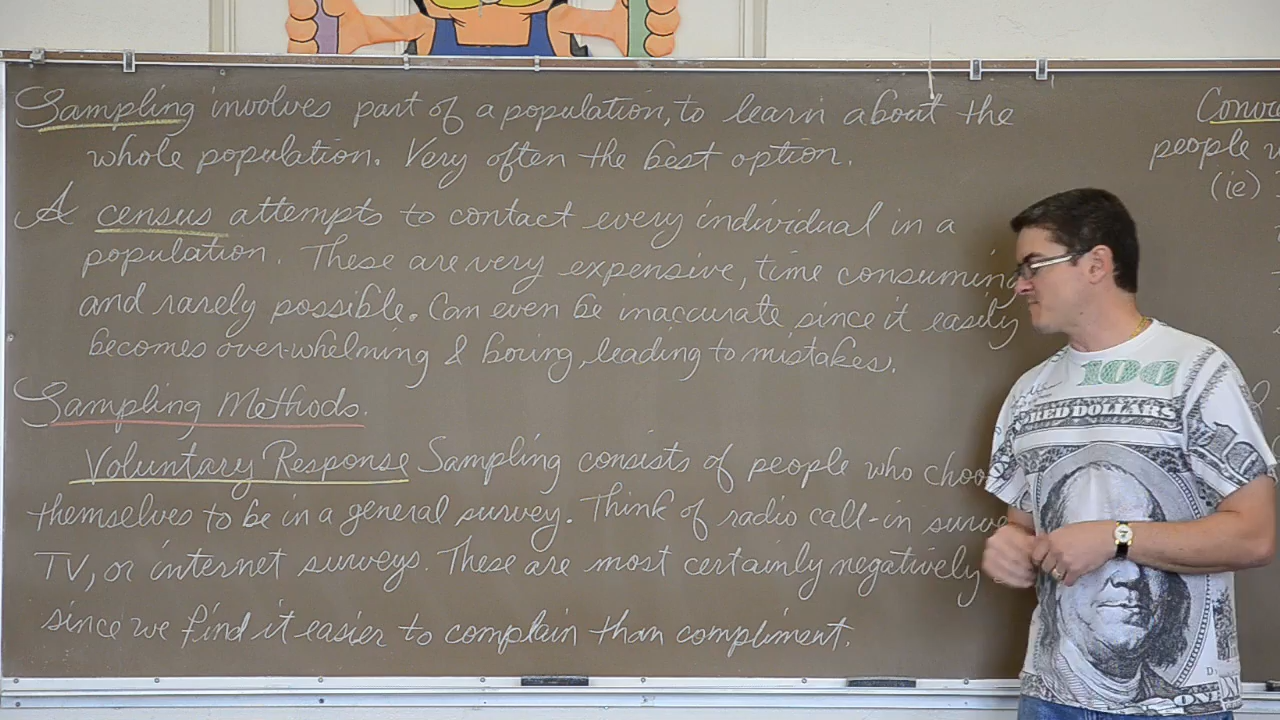 Sampling involves part of a population, to learn about the
whole population. Very often the best option.
A census attempts to contact every individual in a
population. These are very expensive, time consuming
and rarely possible. Can even be inaccurate since it easily
becomes over-whelming & boring, leading to mistakes.
Sampling Methods.
Voluntary Response Sampling consists of people who choo
themselves to be in a general survey. Think of radio call-in surve
TV, or internet surveys. These are most certainly negatively
since we find it easier to complain than compliment.
people
(ie)
100
RED DOLLARS
100